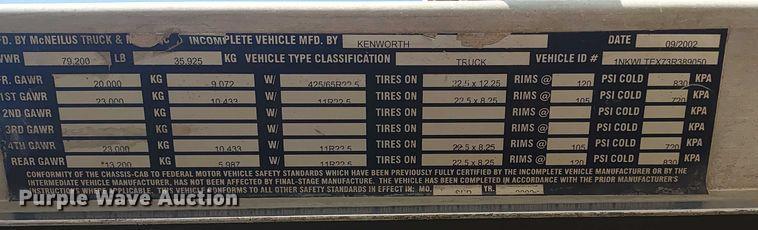 FD. BY McNEILUS TRUCK & M INC INCOMPLETE VEHICLE MFD. BY KENWORTH DATE 09/2002
VWR 79,200 LB 35,925 KG VEHICLE TYPE CLASSIFICATION TRUCK VEHICLE ID # 1NKWLTEX73R389050
FR. GAWR 20,000 KG 9,072 W/ 425/65R22.5 TIRES ON 22.5 x 12.25 RIMS @ 120 PSI COLD 830 KPA
1ST GAWR 23,000 KG 10,433 W/ 11R22.5 TIRES ON 22.5 x 8.25 RIMS @ 105 PSI COLD 720 KPA
2ND GAWR KG W/ TIRES ON RIMS @ PSI COLD KPA
3RD GAWR KG W/ TIRES ON RIMS @ PSI COLD KPA
4TH GAWR 23,000 KG 10,433 W/ 11R22.5 TIRES ON 22.5 x 8.25 RIMS @ 105 PSI COLD 720 KPA
REAR GAWR 13,200 KG 5,987 W/ 11R22.5 TIRES ON 22.5 x 8.25 RIMS @ 120 PSI COLD 830 KPA
CONFORMITY OF THE CHASSIS-CAB TO FEDERAL MOTOR VEHICLE SAFETY STANDARDS WHICH HAVE BEEN PREVIOUSLY FULLY CERTIFIED BY THE INCOMPLETE VEHICLE MANUFACTURER OR BY THE
INTERMEDIATE VEHICLE MANUFACTURER, HAS NOT BEEN AFFECTED BY FINAL-STAGE MANUFACTURE. THE VEHICLE HAS BEEN COMPLETED IN ACCORDANCE WITH THE PRIOR MANUFACTURER'S
INSTRUCTIONS WHERE APPLICABLE. THIS VEHICLE CONFORMS TO ALL OTHER SAFETY STANDARDS IN EFFECT IN: MO. SEP YR.
Purple Wave Auction